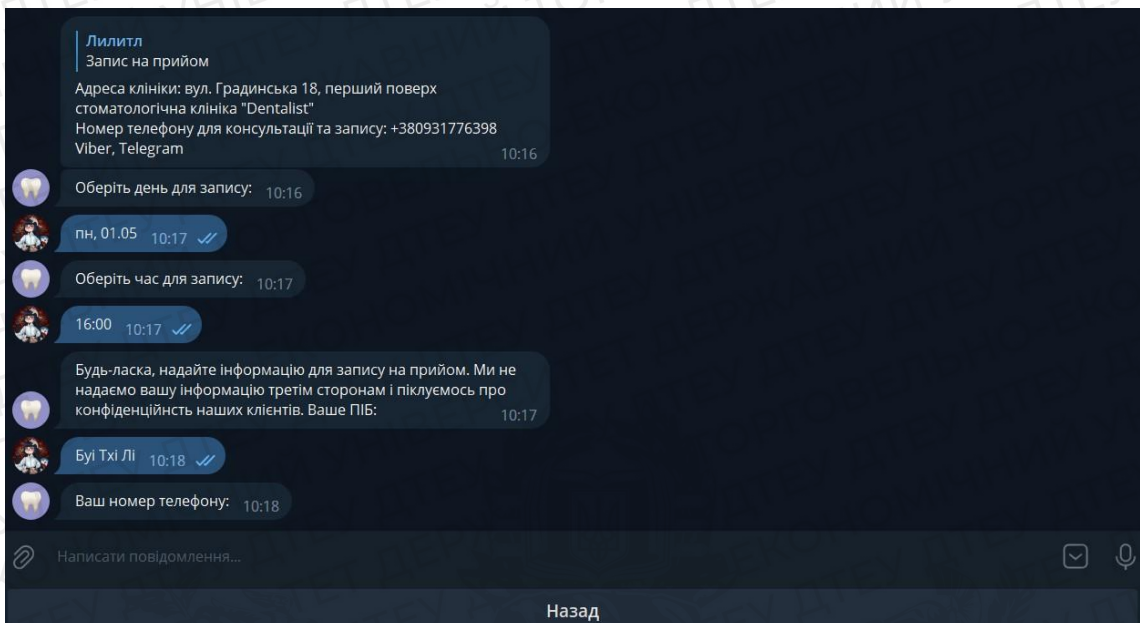 Лилитл
Запис на прийом
Адреса клініки: вул. Градинська 18, перший поверх
стоматологічна клініка "Dentalist"
Номер телефону для консультації та запису: +380931776398
Viber, Telegram
10:16
Оберіть день для запису: 10:16
пн, 01.05 10:17
Оберіть час для запису: 10:17
16:00 10:17
Будь-ласка, надайте інформацію для запису на прийом. Ми не
надаємо вашу інформацію третім сторонам і піклуємось про
конфіденційнсть наших клієнтів. Ваше ПІБ:
10:17
Буі Тхі Лі 10:18
Ваш номер телефону: 10:18
Написати повідомлення...
Назад